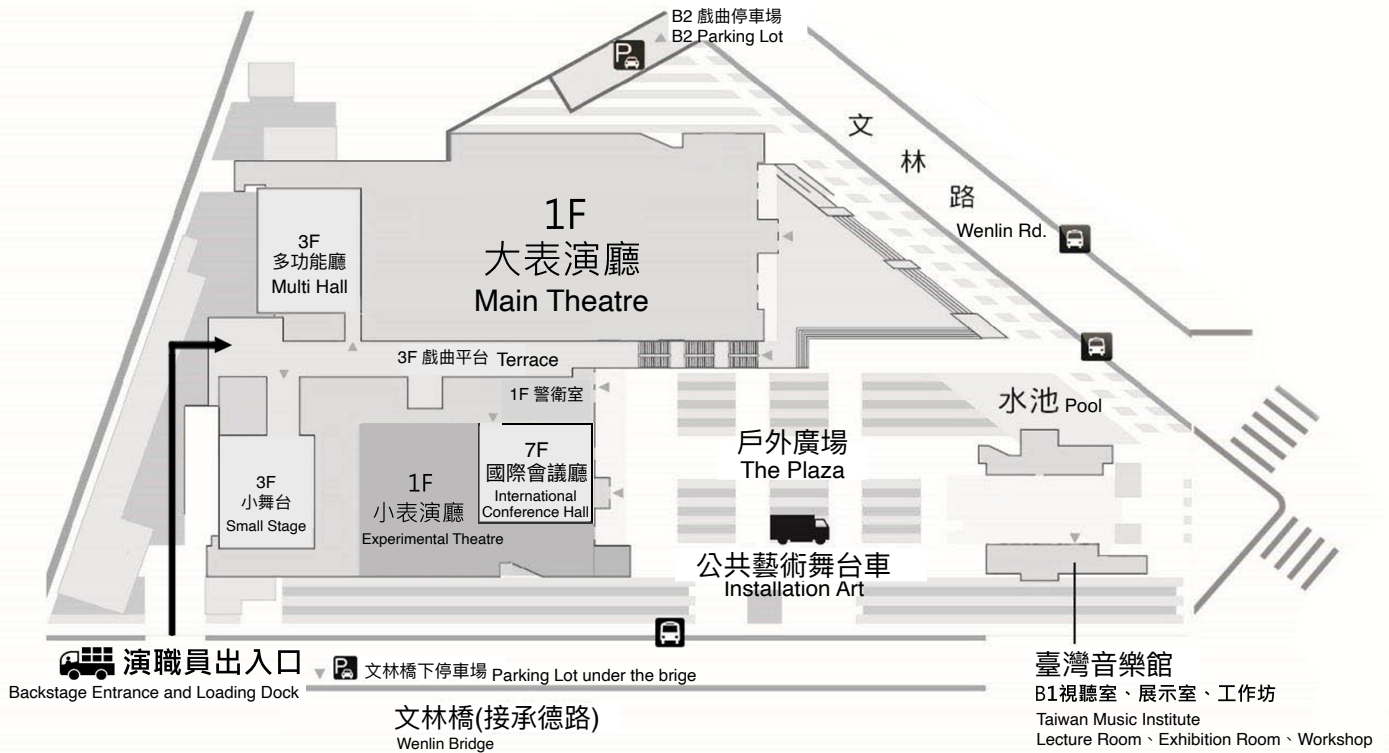 B2 戲曲停車場
B2 Parking Lot
文
林
路
Wenlin Rd.
1F
大表演廳
Main Theatre
3F
多功能廳
Multi Hall
3F 戲曲平台 Terrace
1F 警衛室
水池 Pool
戶外廣場
The Plaza
7F
國際會議廳
International
Conference Hall
1F
小表演廳
Experimental Theatre
3F
小舞台
Small Stage
公共藝術舞台車
Installation Art
演職員出入口
Backstage Entrance and Loading Dock
文林橋下停車場 Parking Lot under the brige
文林橋(接承德路)
Wenlin Bridge
臺灣音樂館
B1視聽室、展示室、工作坊
Taiwan Music Institute
Lecture Room、Exhibition Room、Workshop